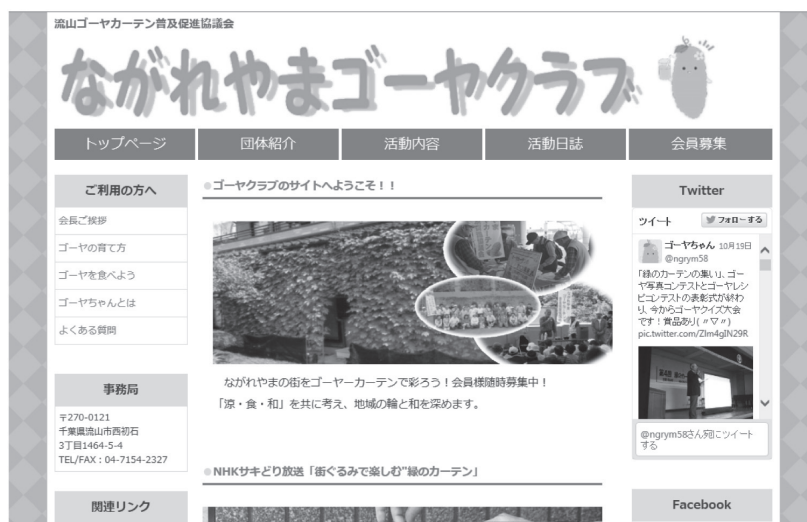 流山ゴーヤカーテン普及促進協議会
ながれやまゴーヤクラブ
トップページ
団体紹介
活動内容
活動日誌
会員募集
ご利用の方へ
会長ご挨拶
ゴーヤの育て方
ゴーヤを食べよう
ゴーヤちゃんとは
よくある質問
事務局
〒270-0121
千葉県流山市西初石
3丁目1464-5-4
TEL/FAX：04-7154-2327
関連リンク
ゴーヤクラブのサイトへようこそ！！
ながれやまの街をゴーヤーカーテンで彩ろう！会員様随時募集中！
「涼・食・和」を共に考え、地域の輪と和を深めます。
NHKサキどり放送「街ぐるみで楽しむ"緑のカーテン」
Twitter
ツイート
フォローする
ゴーヤちゃん 10月19日
@ngrym58
「緑のカーテンの集い」、ゴー
ヤ写真コンテストとゴーヤレシ
ピコンテストの表彰式が終わ
り、今からゴーヤクイズ大会
です！賞品あり(〃▽〃)
pic.twitter.com/ZIm4gIN29R
@ngrym58さん宛にツイート
する
Facebook